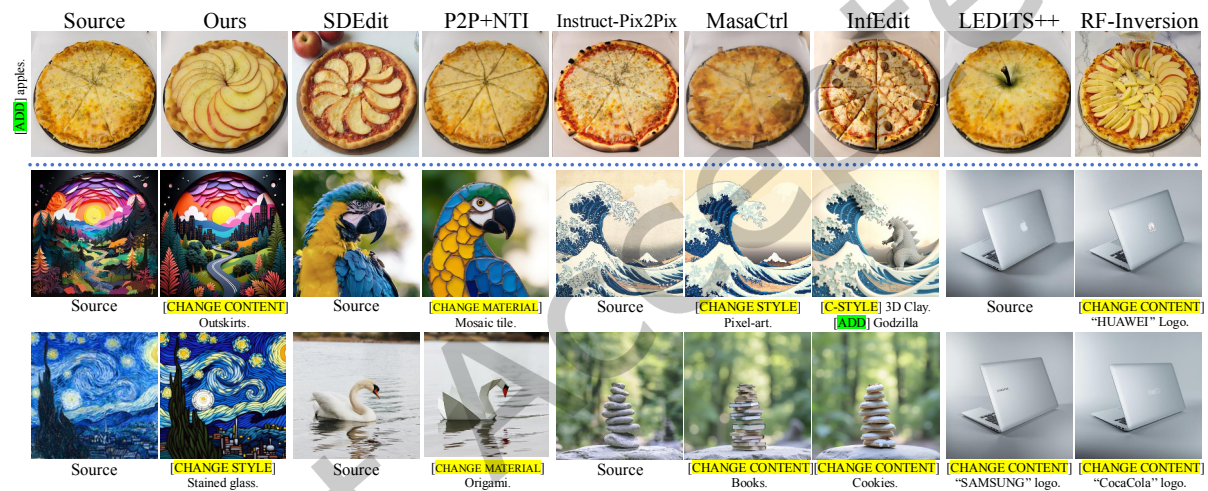 Source Ours SDEdit P2P+NTI Instruct-Pix2Pix MasaCtrl InfEdit LEDITS++ RF-Inversion
[ADD] apples.
Source [CHANGE CONTENT] Source [CHANGE MATERIAL] Source [CHANGE STYLE] [C-STYLE] 3D Clay. Source [CHANGE CONTENT]
Outskirts. Mosaic tile. Pixel-art. [ADD] Godzilla “HUAWEI” Logo.
SAMSUNG
Source [CHANGE STYLE] Source [CHANGE MATERIAL] Source [CHANGE CONTENT] [CHANGE CONTENT] [CHANGE CONTENT] [CHANGE CONTENT]
Stained glass. Origami. Books. Cookies. “SAMSUNG” logo. “CocaCola” logo.